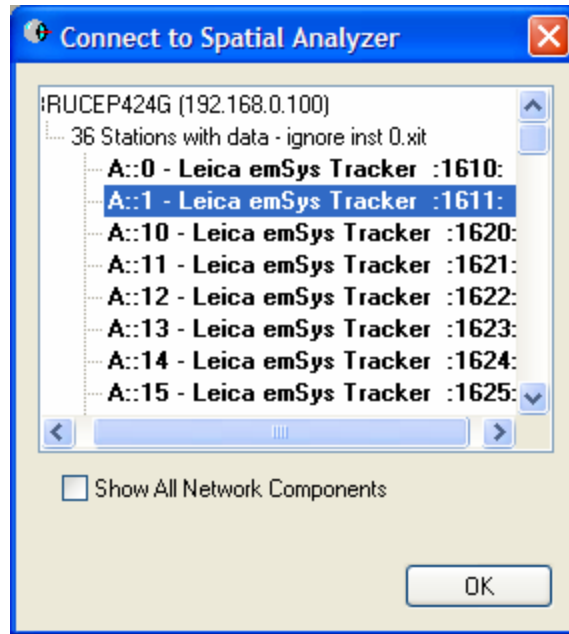 Connect to Spatial Analyzer
RUCEP424G (192.168.0.100)
36 Stations with data - ignore inst 0.xit
A::0 - Leica emSys Tracker :1610:
A::1 - Leica emSys Tracker :1611:
A::10 - Leica emSys Tracker :1620:
A::11 - Leica emSys Tracker :1621:
A::12 - Leica emSys Tracker :1622:
A::13 - Leica emSys Tracker :1623:
A::14 - Leica emSys Tracker :1624:
A::15 - Leica emSys Tracker :1625:
Show All Network Components
OK